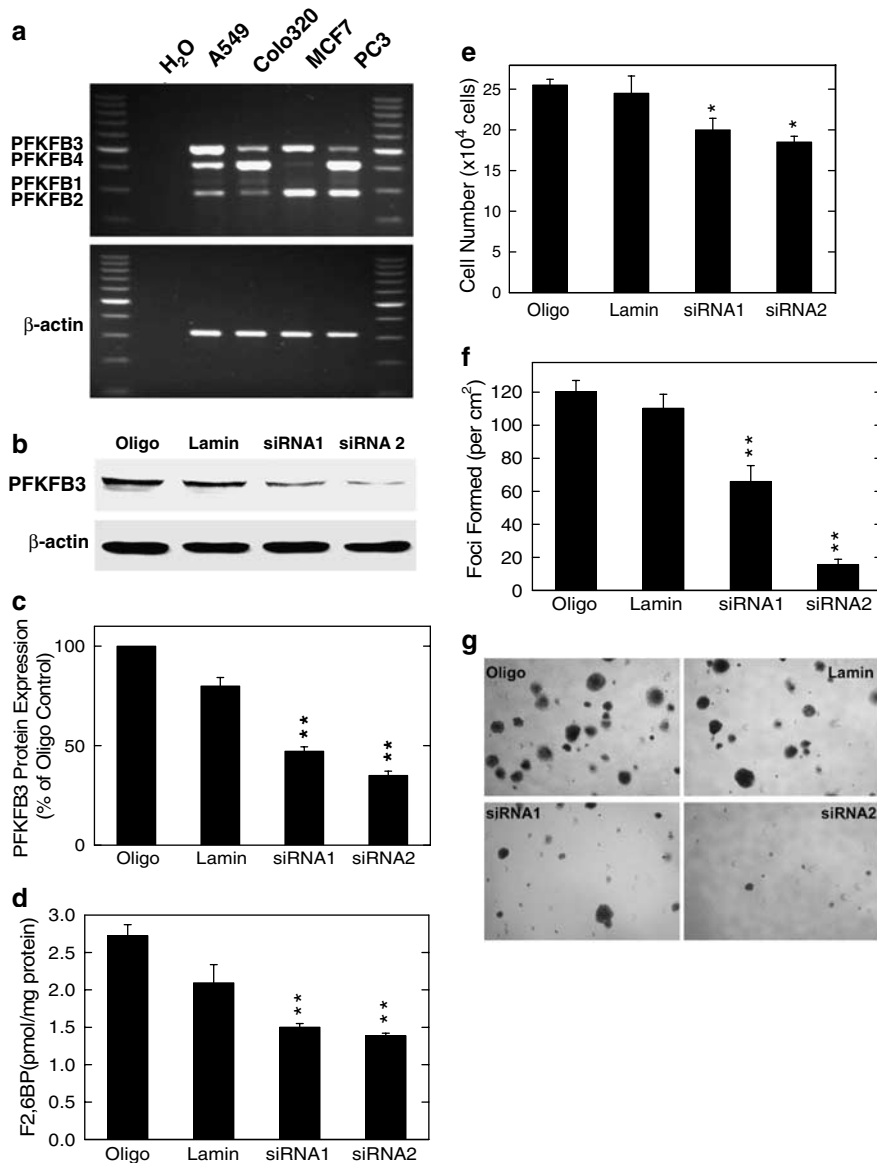 a
H2O A549 Colo320 MCF7 PC3
PFKFB3
PFKFB4
PFKFB1
PFKFB2
β-actin
b
Oligo Lamin siRNA1 siRNA 2
PFKFB3
β-actin
c
PFKFB3 Protein Expression
(% of Oligo Control)
100
50
0
** **
Oligo Lamin siRNA1 siRNA2
d
F2,6BP(pmol/mg protein)
3.0
2.5
2.0
1.5
1.0
0.5
0.0
** **
Oligo Lamin siRNA1 siRNA2
e
Cell Number (x10⁴ cells)
25
20
15
10
5
0
* *
Oligo Lamin siRNA1 siRNA2
f
Foci Formed (per cm²)
120
100
80
60
40
20
0
** **
Oligo Lamin siRNA1 siRNA2
g
Oligo Lamin
siRNA1 siRNA2